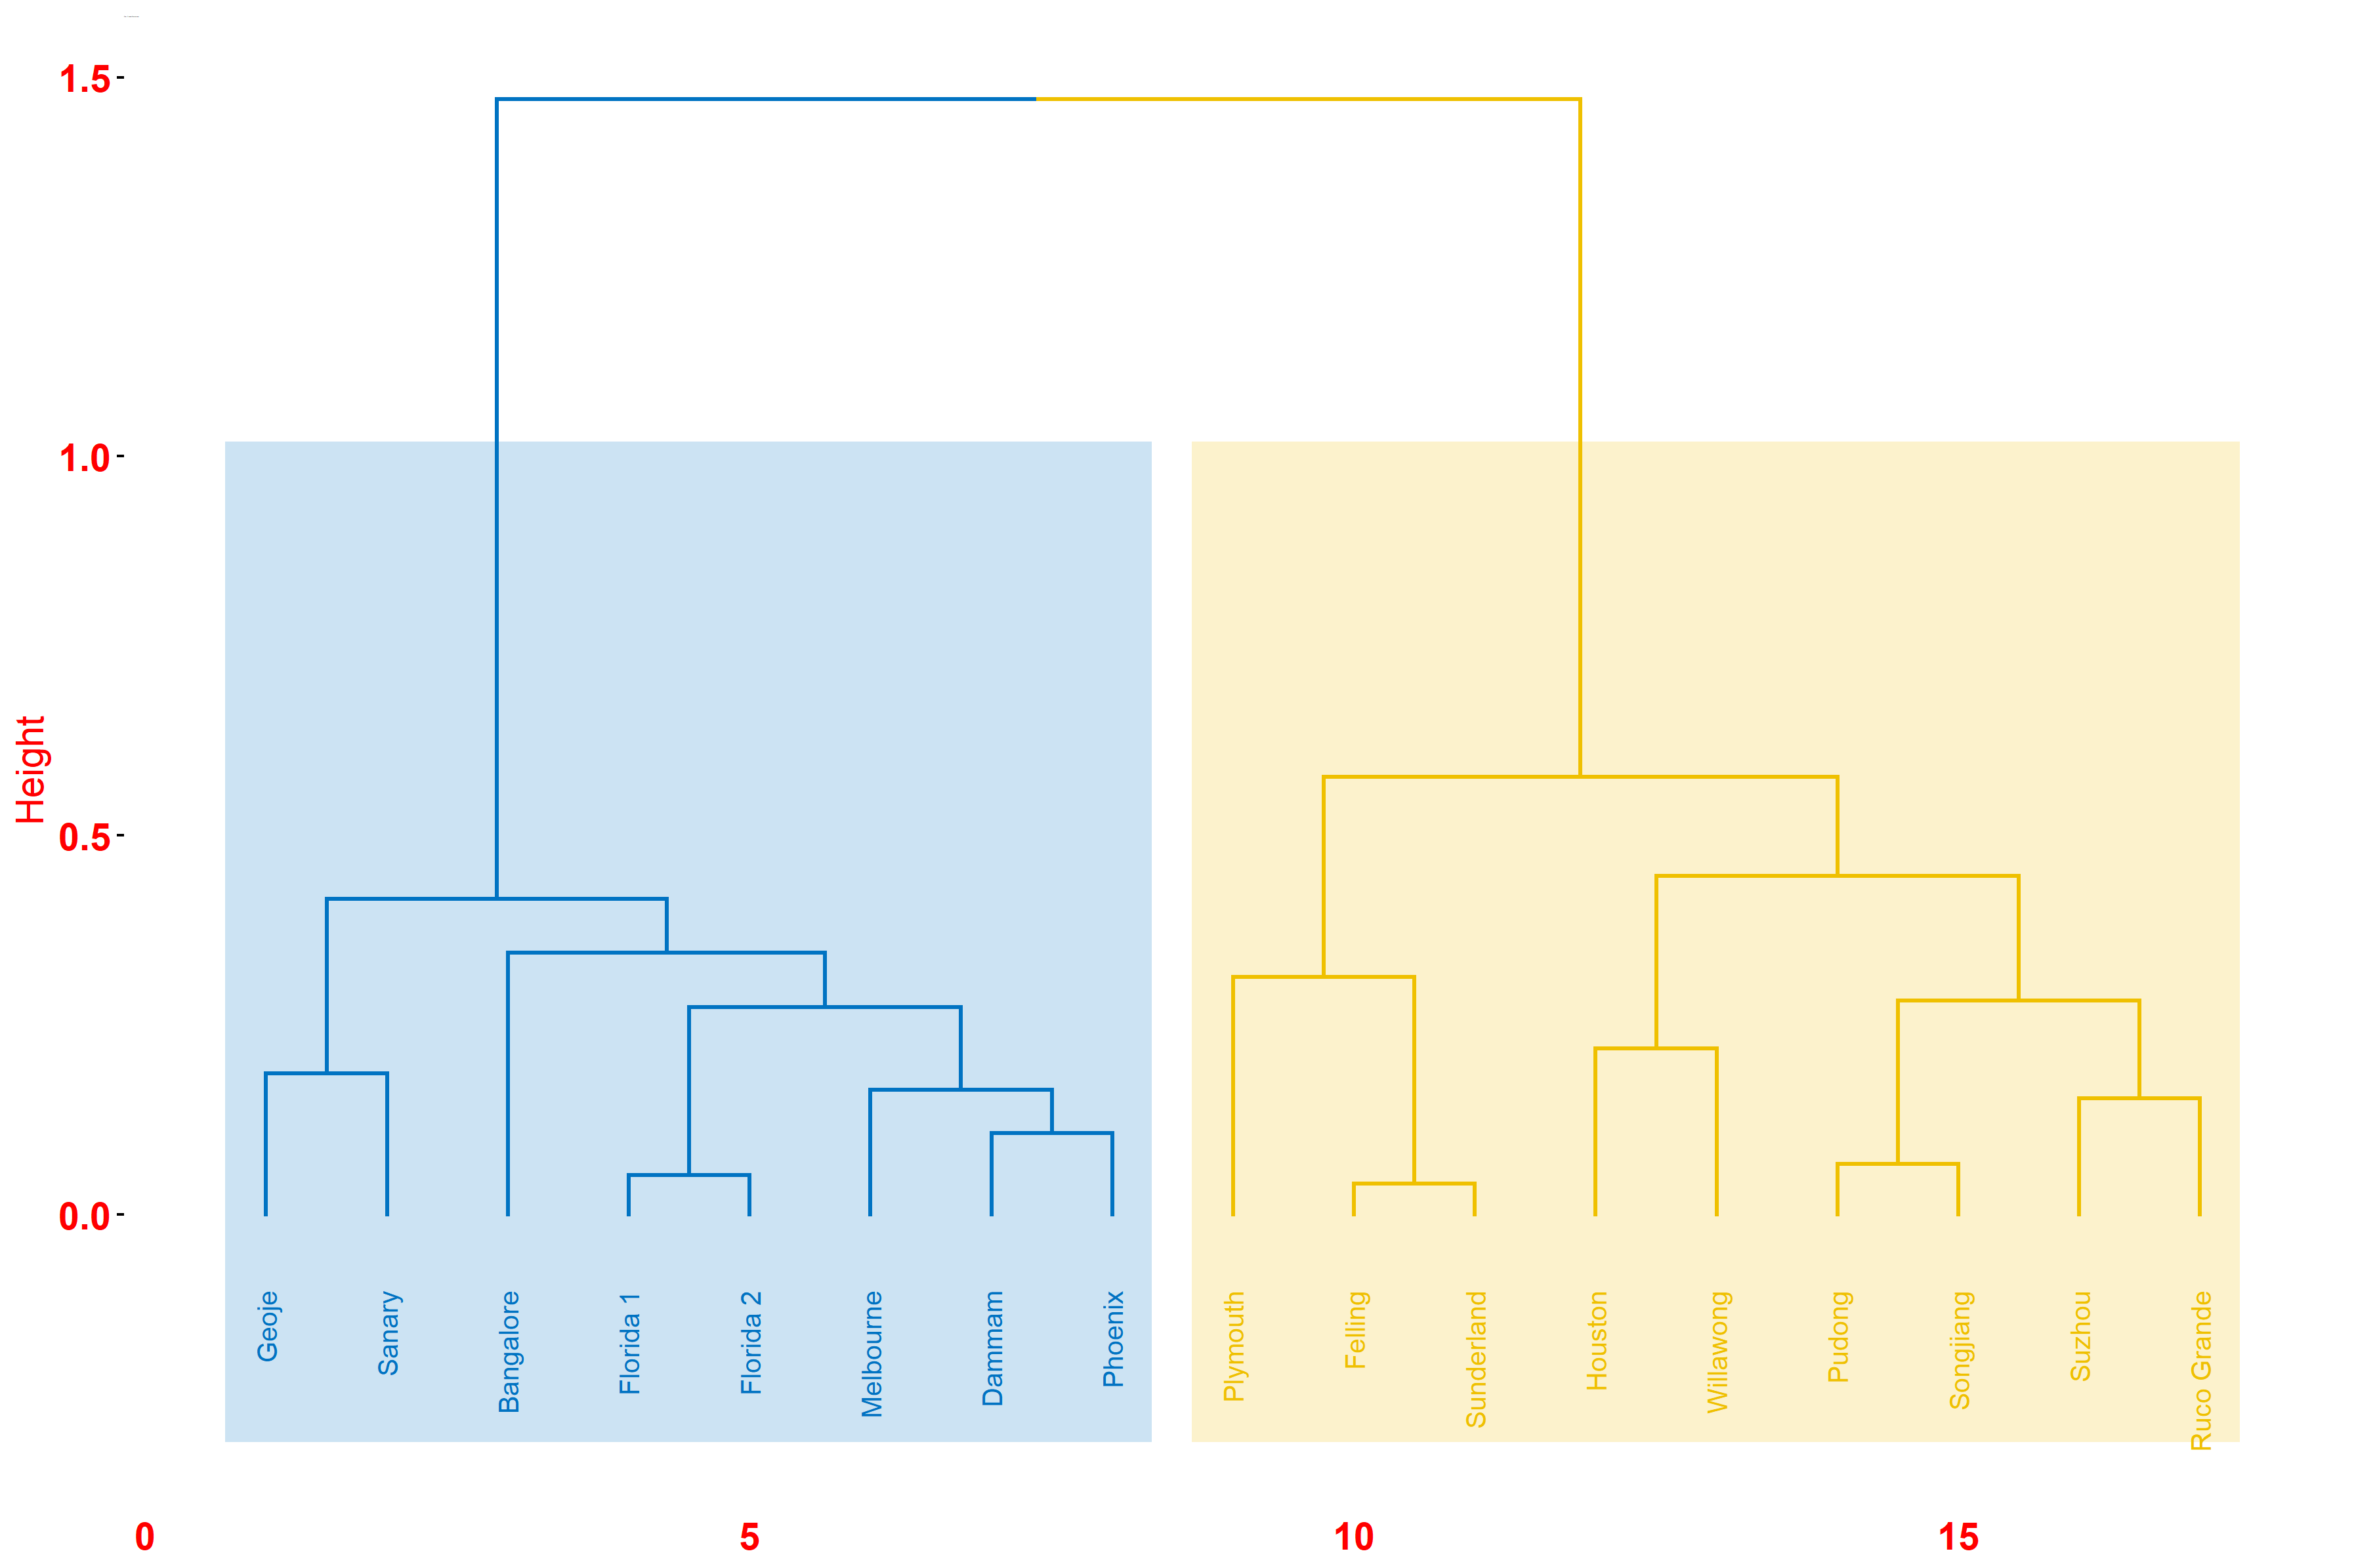 1.5
1.0
0.5
0.0
Height
Geoje
Sanary
Bangalore
Florida 1
Florida 2
Melbourne
Dammam
Phoenix
Plymouth
Felling
Sunderland
Houston
Willawong
Pudong
Songjiang
Suzhou
Ruco Grande
0 5 10 15